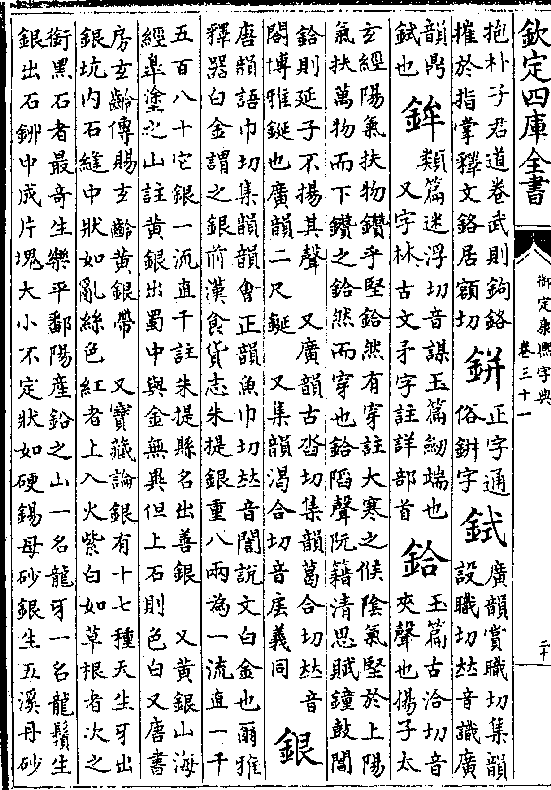 欽定四庫全書
御定康熙字典
卷三十一
二十
抱朴子君道卷武則鉤鉻
摧於指掌釋文鉻居額切
鉼
正字通
俗鉼字
鉽
廣韻賞職切集韻
設職切𠀤音識廣
韻鼎
鉽也
鉾
類篇迷浮切音謀玉篇劒端也
又字林古文矛字註詳部首
鉿
玉篇古洽切音
夾聲也揚子太
玄經陽氣扶物鑽乎堅鉿然有穿註大寒之候陰氣堅於上陽
氣扶萬物而下鑽之鉿然而穿也鉿䧟聲阮籍清思賦鐘鼓閶
鉿則延子不揚其聲 又廣韻古沓切集韻葛合切𠀤音
閤博雅鋋也廣韻二尺鋋 又集韻渴合切音㢉義同
銀
唐韻語巾切集韻韻會正韻魚巾切𠀤音誾說文白金也爾雅
釋器白金謂之銀前漢食貨志朱提銀重八兩為一流直一千
五百八十它銀一流直千註朱提縣名出善銀 又黃銀山海
經臯塗之山註黃銀出蜀中與金無異但上石則色白又唐書
房玄齡傳賜玄齡黃銀帶 又寶藏論銀有十七種天生牙出
銀坑內石縫中狀如亂絲色紅者上入火紫白如草根者次之
銜黑石者最奇生樂平鄱陽產鉛之山一名龍牙一名龍鬚生
銀出石鉚中成片塊大小不定狀如硬錫母砂銀生五溪丹砂